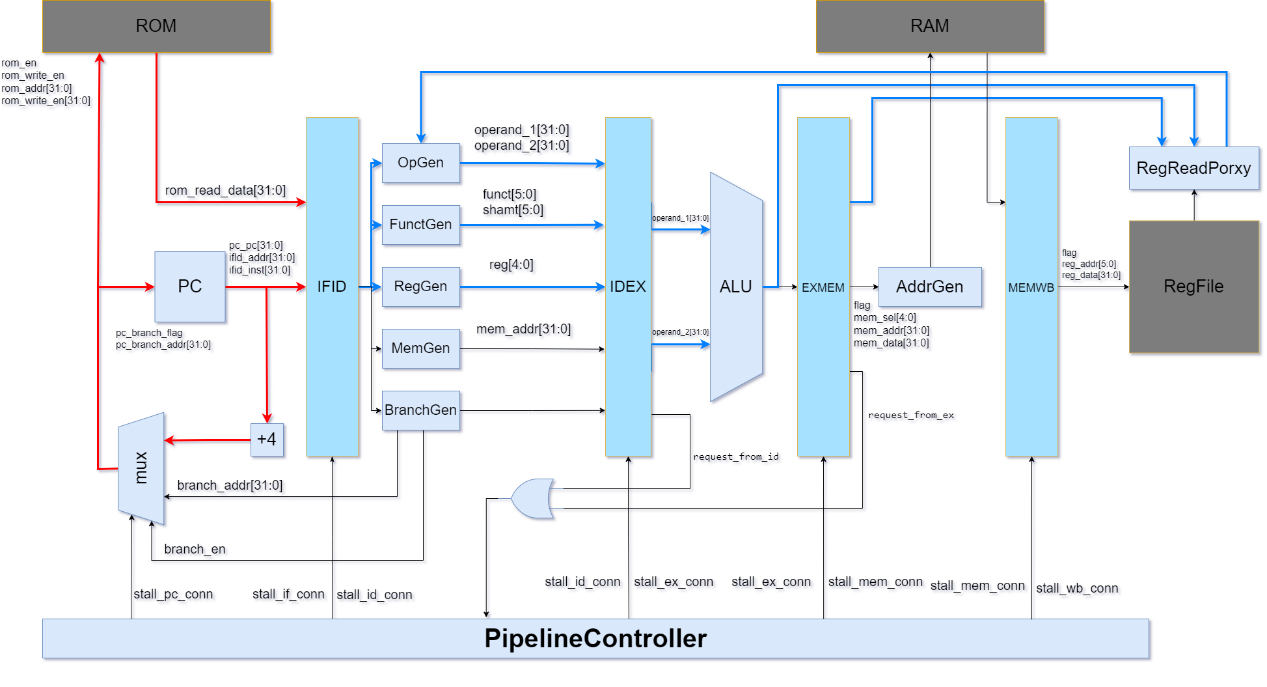 ROM
RAM
rom_en
rom_write_en
rom_addr[31:0]
rom_write_en[31:0]
operand_1[31:0]
operand_2[31:0]
OpGen
RegReadPorxy
rom_read_data[31:0]
funct[5:0]
shamt[5:0]
FunctGen
operand_1[31:0]
pc_pc[31:0]
ifid_addr[31:0]
ifid_inst[31:0]
flag
reg_addr[5:0]
reg_data[31:0]
reg[4:0]
PC
IFID
RegGen
IDEX
ALU
EXMEM
AddrGen
MEMWB
RegFile
flag
mem_sel[4:0]
mem_addr[31:0]
mem_data[31:0]
pc_branch_flag
pc_branch_addr[31:0]
mem_addr[31:0]
operand_2[31:0]
MemGen
BranchGen
request_from_ex
+4
mux
request_from_id
branch_addr[31:0]
branch_en
stall_pc_conn
stall_if_conn
stall_id_conn
stall_id_conn
stall_ex_conn
stall_ex_conn
stall_mem_conn
stall_mem_conn
stall_wb_conn
PipelineController